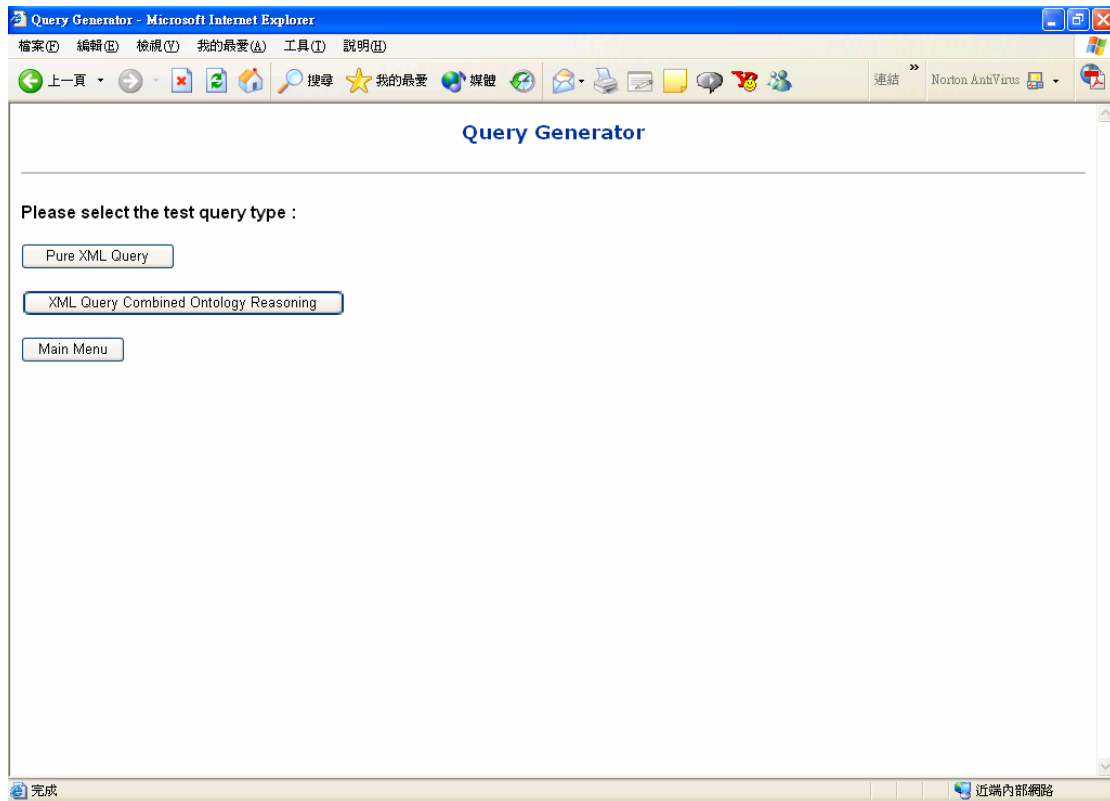 Query Generator - Microsoft Internet Explorer
檔案(F) 編輯(E) 檢視(V) 我的最愛(A) 工具(T) 說明(H)
上一頁 搜尋 我的最愛 媒體 連結 » Norton AntiVirus
Query Generator
Please select the test query type :
Pure XML Query
XML Query Combined Ontology Reasoning
Main Menu
完成 近端內部網路